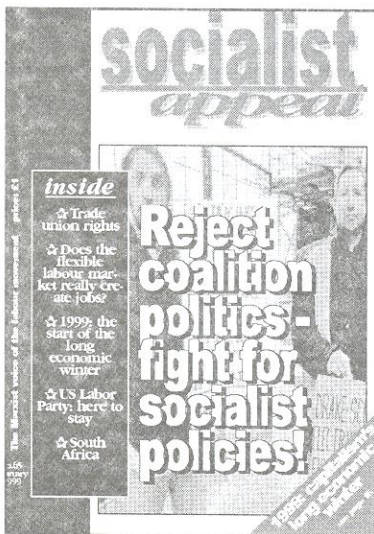 socialist
appeal
The Marxist voice of the labour movement price: £1
inside
☆ Trade
union rights
☆ Does the
flexible
labour mar-
ket really cre-
ate jobs?
☆ 1999: the
start of the
long
economic
winter
☆ US Labor
Party: here to
stay
☆ South
Africa
Reject
coalition
politics -
fight for
socialist
policies!
1999: capitalism's
long economic
winter